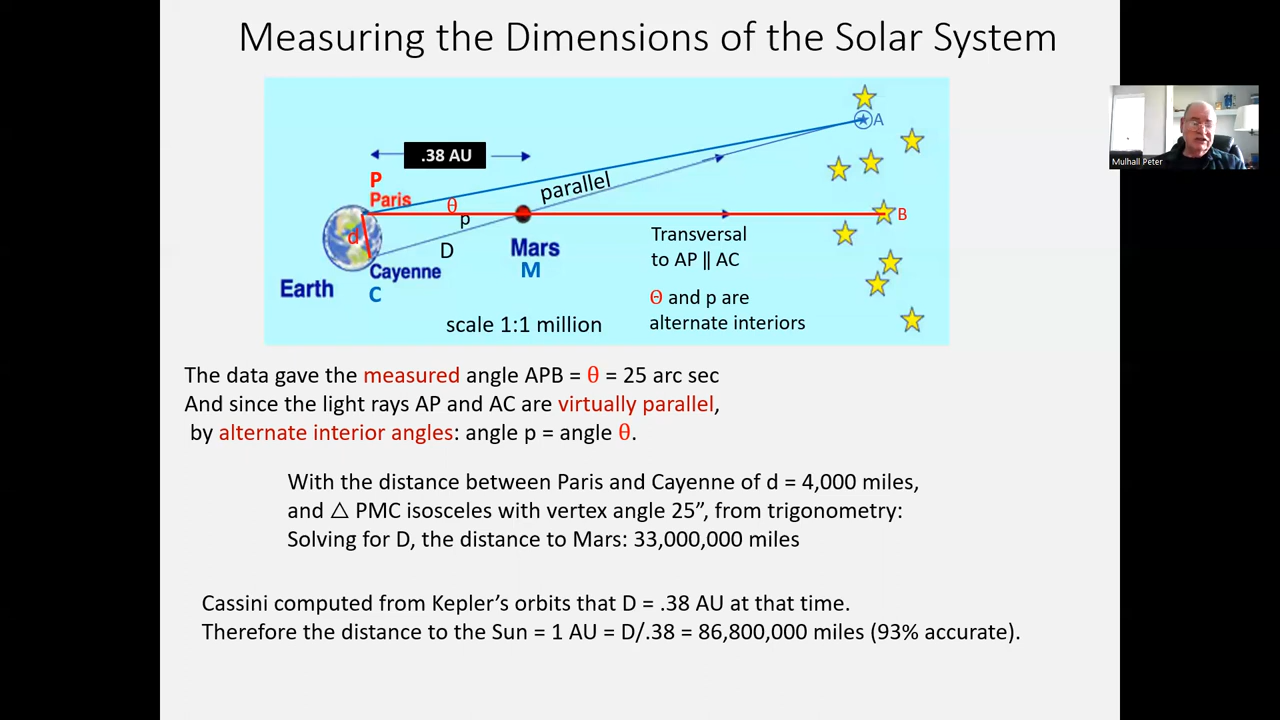 Measuring the Dimensions of the Solar System
A
.38 AU
P
Paris
parallel
θ
p
B
d
D
Mars
M
Transversal
to AP ∥ AC
Cayenne
C
Earth
Θ and p are
alternate interiors
scale 1:1 million
Mulhall Peter
The data gave the measured angle APB = θ = 25 arc sec
And since the light rays AP and AC are virtually parallel,
by alternate interior angles: angle p = angle θ.
With the distance between Paris and Cayenne of d = 4,000 miles,
and △ PMC isosceles with vertex angle 25”, from trigonometry:
Solving for D, the distance to Mars: 33,000,000 miles
Cassini computed from Kepler’s orbits that D = .38 AU at that time.
Therefore the distance to the Sun = 1 AU = D/.38 = 86,800,000 miles (93% accurate).